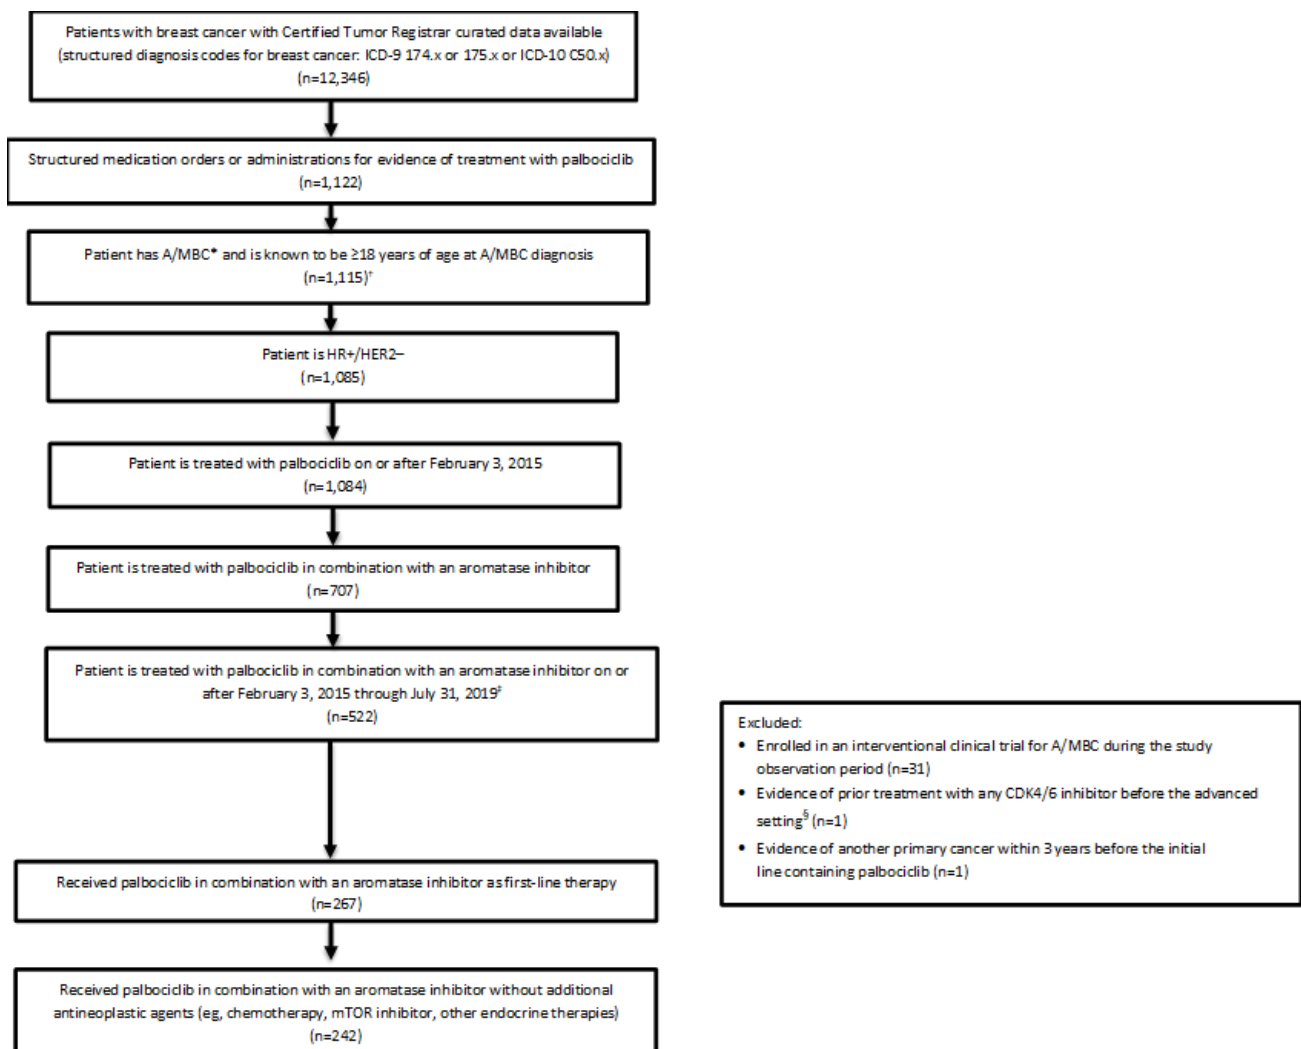 Patients with breast cancer with Certified Tumor Registrar curated data available
(structured diagnosis codes for breast cancer: ICD-9 174.x or 175.x or ICD-10 C50.x)
(n=12,346)
Structured medication orders or administrations for evidence of treatment with palbociclib
(n=1,122)
Patient has A/MBC* and is known to be ≥18 years of age at A/MBC diagnosis
(n=1,115)†
Patient is HR+/HER2–
(n=1,085)
Patient is treated with palbociclib on or after February 3, 2015
(n=1,084)
Patient is treated with palbociclib in combination with an aromatase inhibitor
(n=707)
Patient is treated with palbociclib in combination with an aromatase inhibitor on or
after February 3, 2015 through July 31, 2019‡
(n=522)
Excluded:
• Enrolled in an interventional clinical trial for A/MBC during the study
observation period (n=31)
• Evidence of prior treatment with any CDK4/6 inhibitor before the advanced
setting§ (n=1)
• Evidence of another primary cancer within 3 years before the initial
line containing palbociclib (n=1)
Received palbociclib in combination with an aromatase inhibitor as first-line therapy
(n=267)
Received palbociclib in combination with an aromatase inhibitor without additional
antineoplastic agents (eg, chemotherapy, mTOR inhibitor, other endocrine therapies)
(n=242)